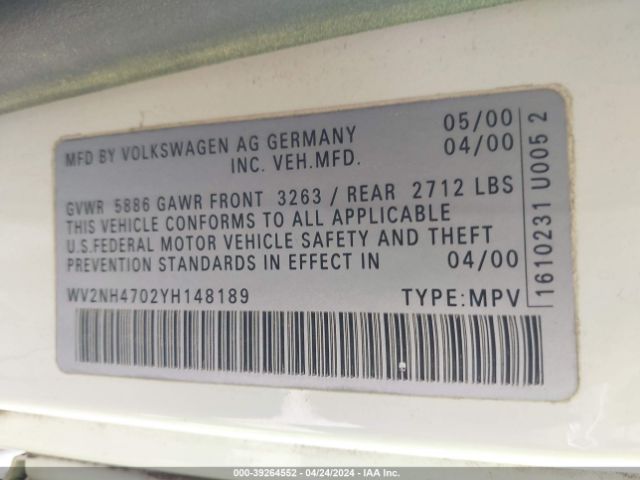 MFD BY VOLKSWAGEN AG GERMANY 05/00
INC. VEH.MFD. 04/00
GVWR 5886 GAWR FRONT 3263 / REAR 2712 LBS
THIS VEHICLE CONFORMS TO ALL APPLICABLE
U.S.FEDERAL MOTOR VEHICLE SAFETY AND THEFT
PREVENTION STANDARDS IN EFFECT IN 04/00
WV2NH4702YH148189 TYPE:MPV
1610231 U005 2
000-39264552 - 04/24/2024 - IAA Inc.